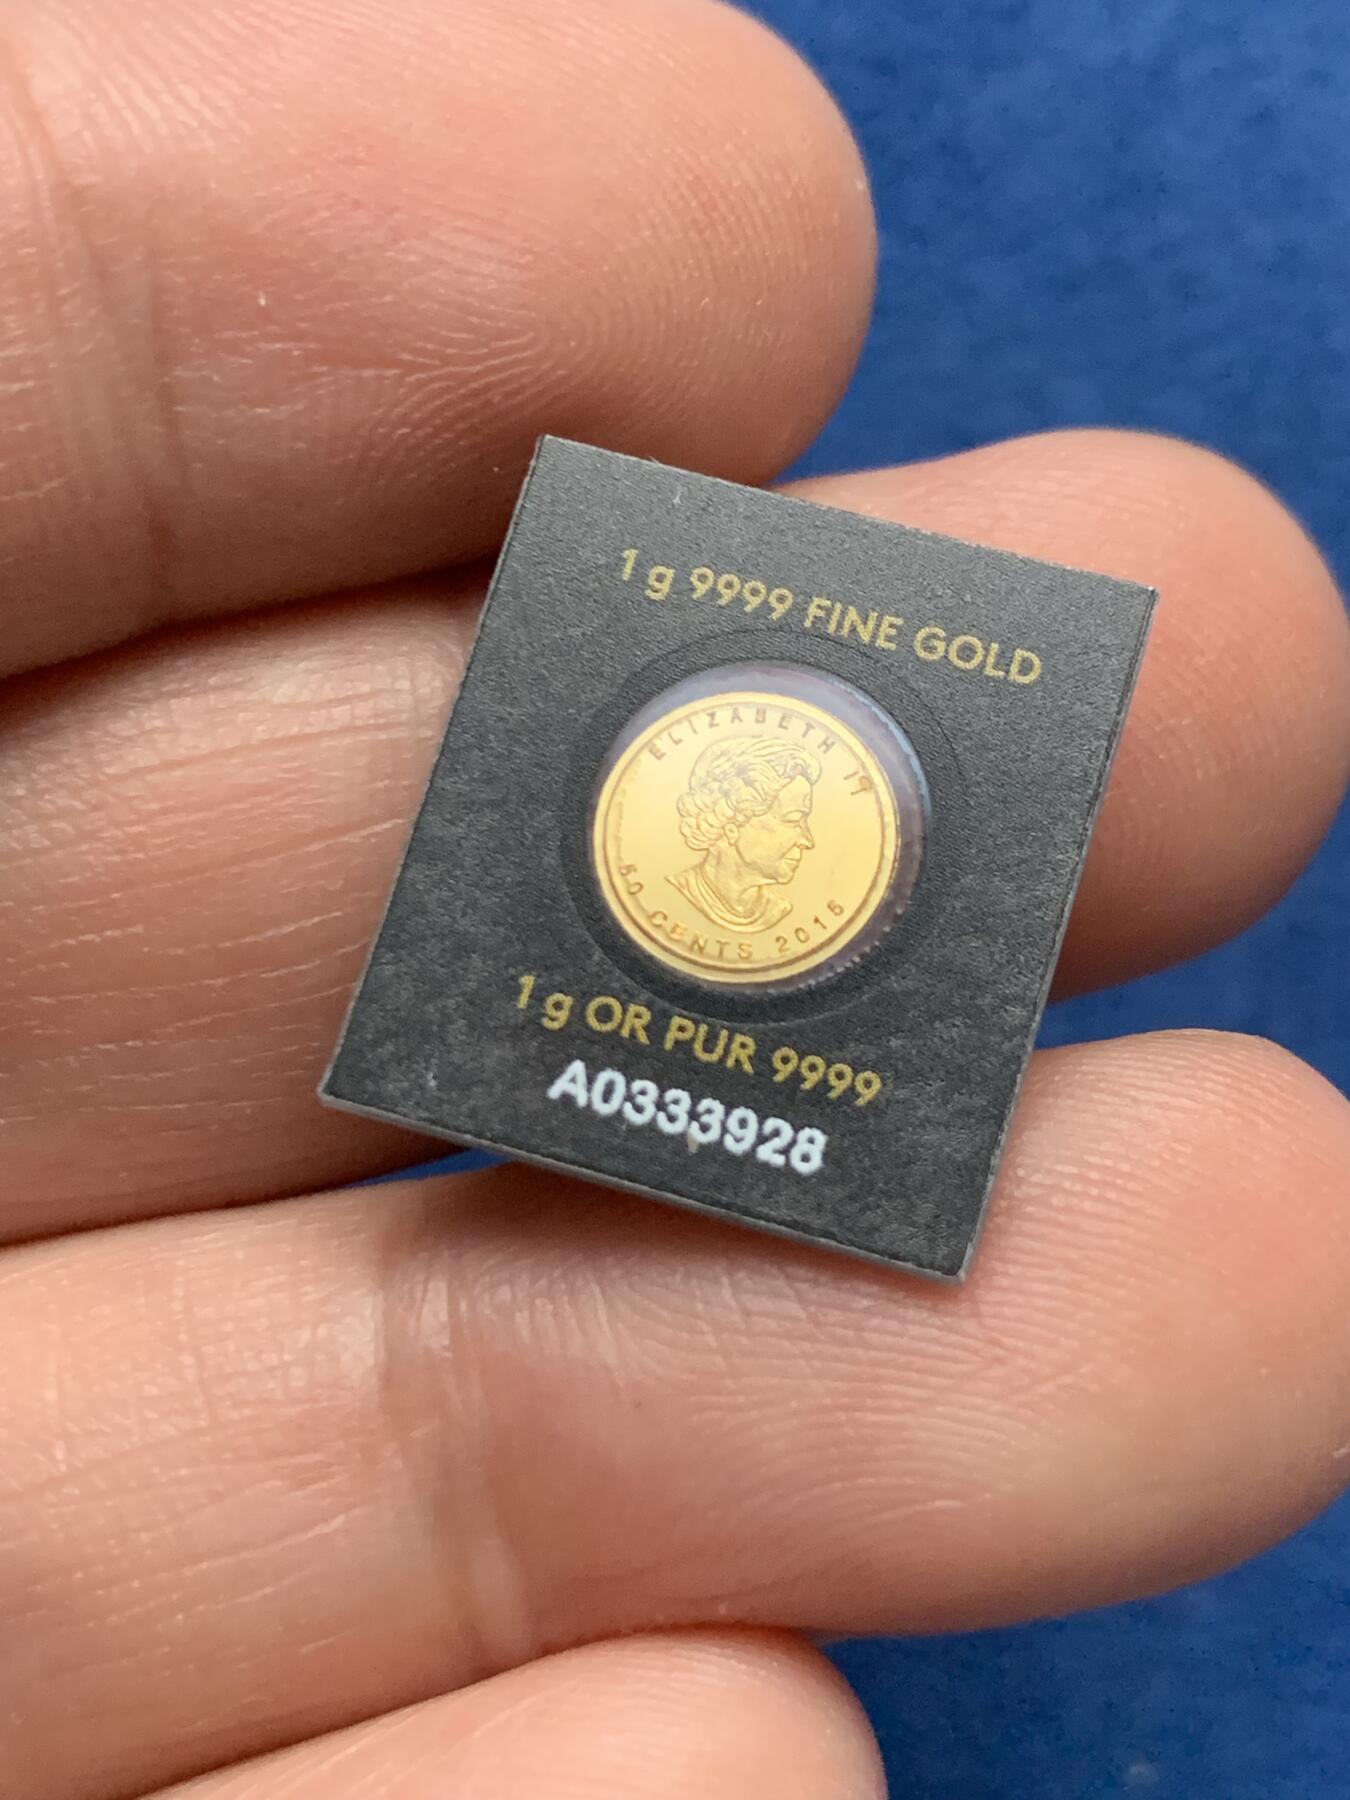 1 g 9999 FINE GOLD
ELIZABETH II
50 CENTS 2016
1 g OR PUR 9999
A0333928